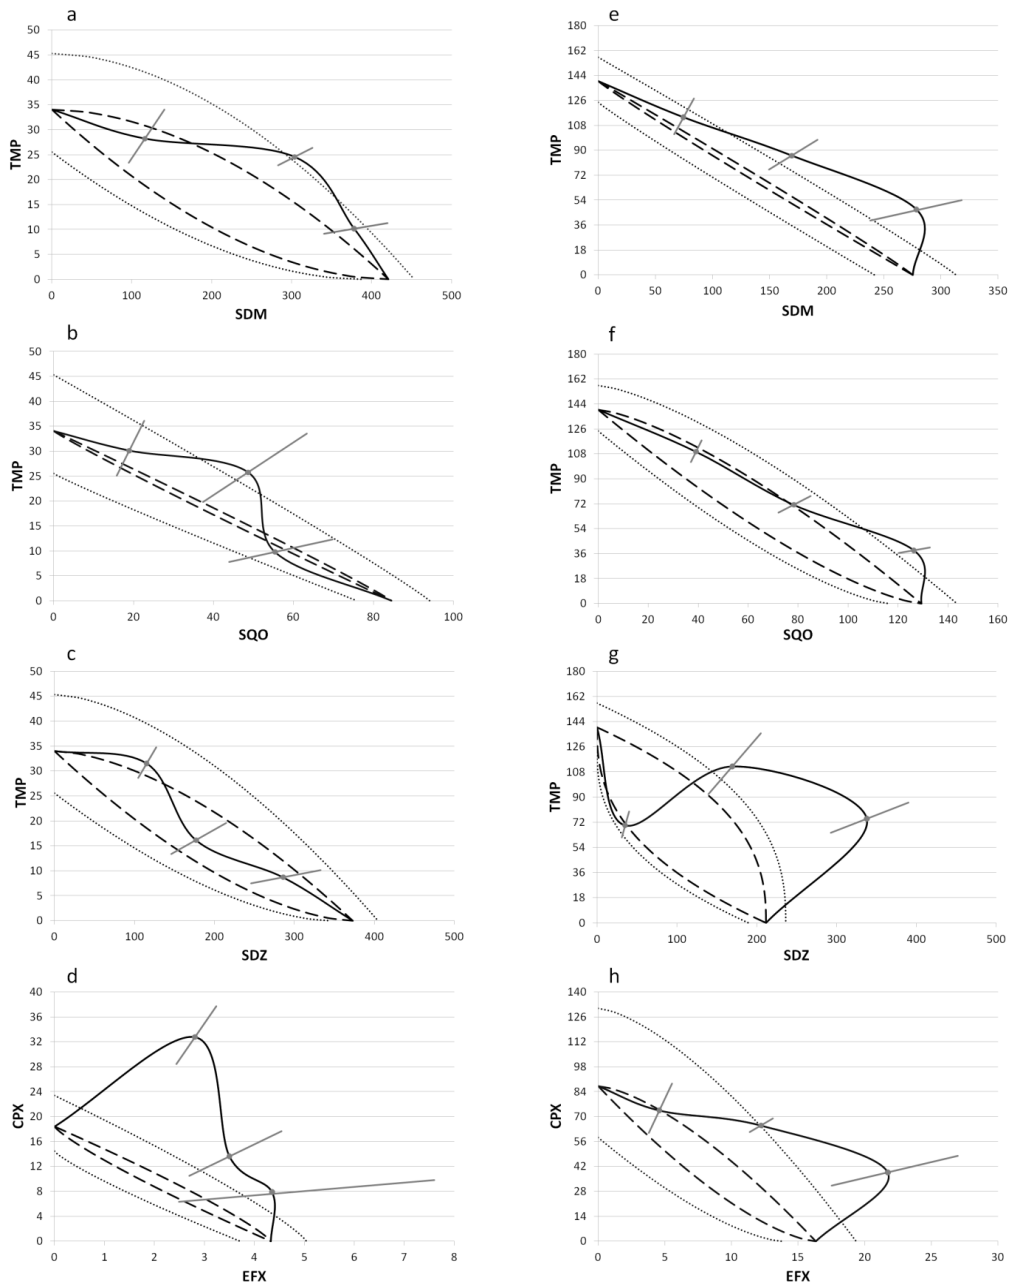 a
50
45
40
35
30
25
20
15
10
5
0
TMP
0 100 200 300 400 500
SDM
b
50
45
40
35
30
25
20
15
10
5
0
TMP
0 20 40 60 80 100
SQO
c
50
45
40
35
30
25
20
15
10
5
0
TMP
0 100 200 300 400 500
SDZ
d
40
36
32
28
24
20
16
12
8
4
0
CPX
0 1 2 3 4 5 6 7 8
EFX
e
180
162
144
126
108
90
72
54
36
18
0
TMP
0 50 100 150 200 250 300 350
SDM
f
180
162
144
126
108
90
72
54
36
18
0
TMP
0 20 40 60 80 100 120 140 160
SQO
g
180
162
144
126
108
90
72
54
36
18
0
TMP
0 100 200 300 400 500
SDZ
h
140
126
112
98
84
70
56
42
28
14
0
CPX
0 5 10 15 20 25 30
EFX